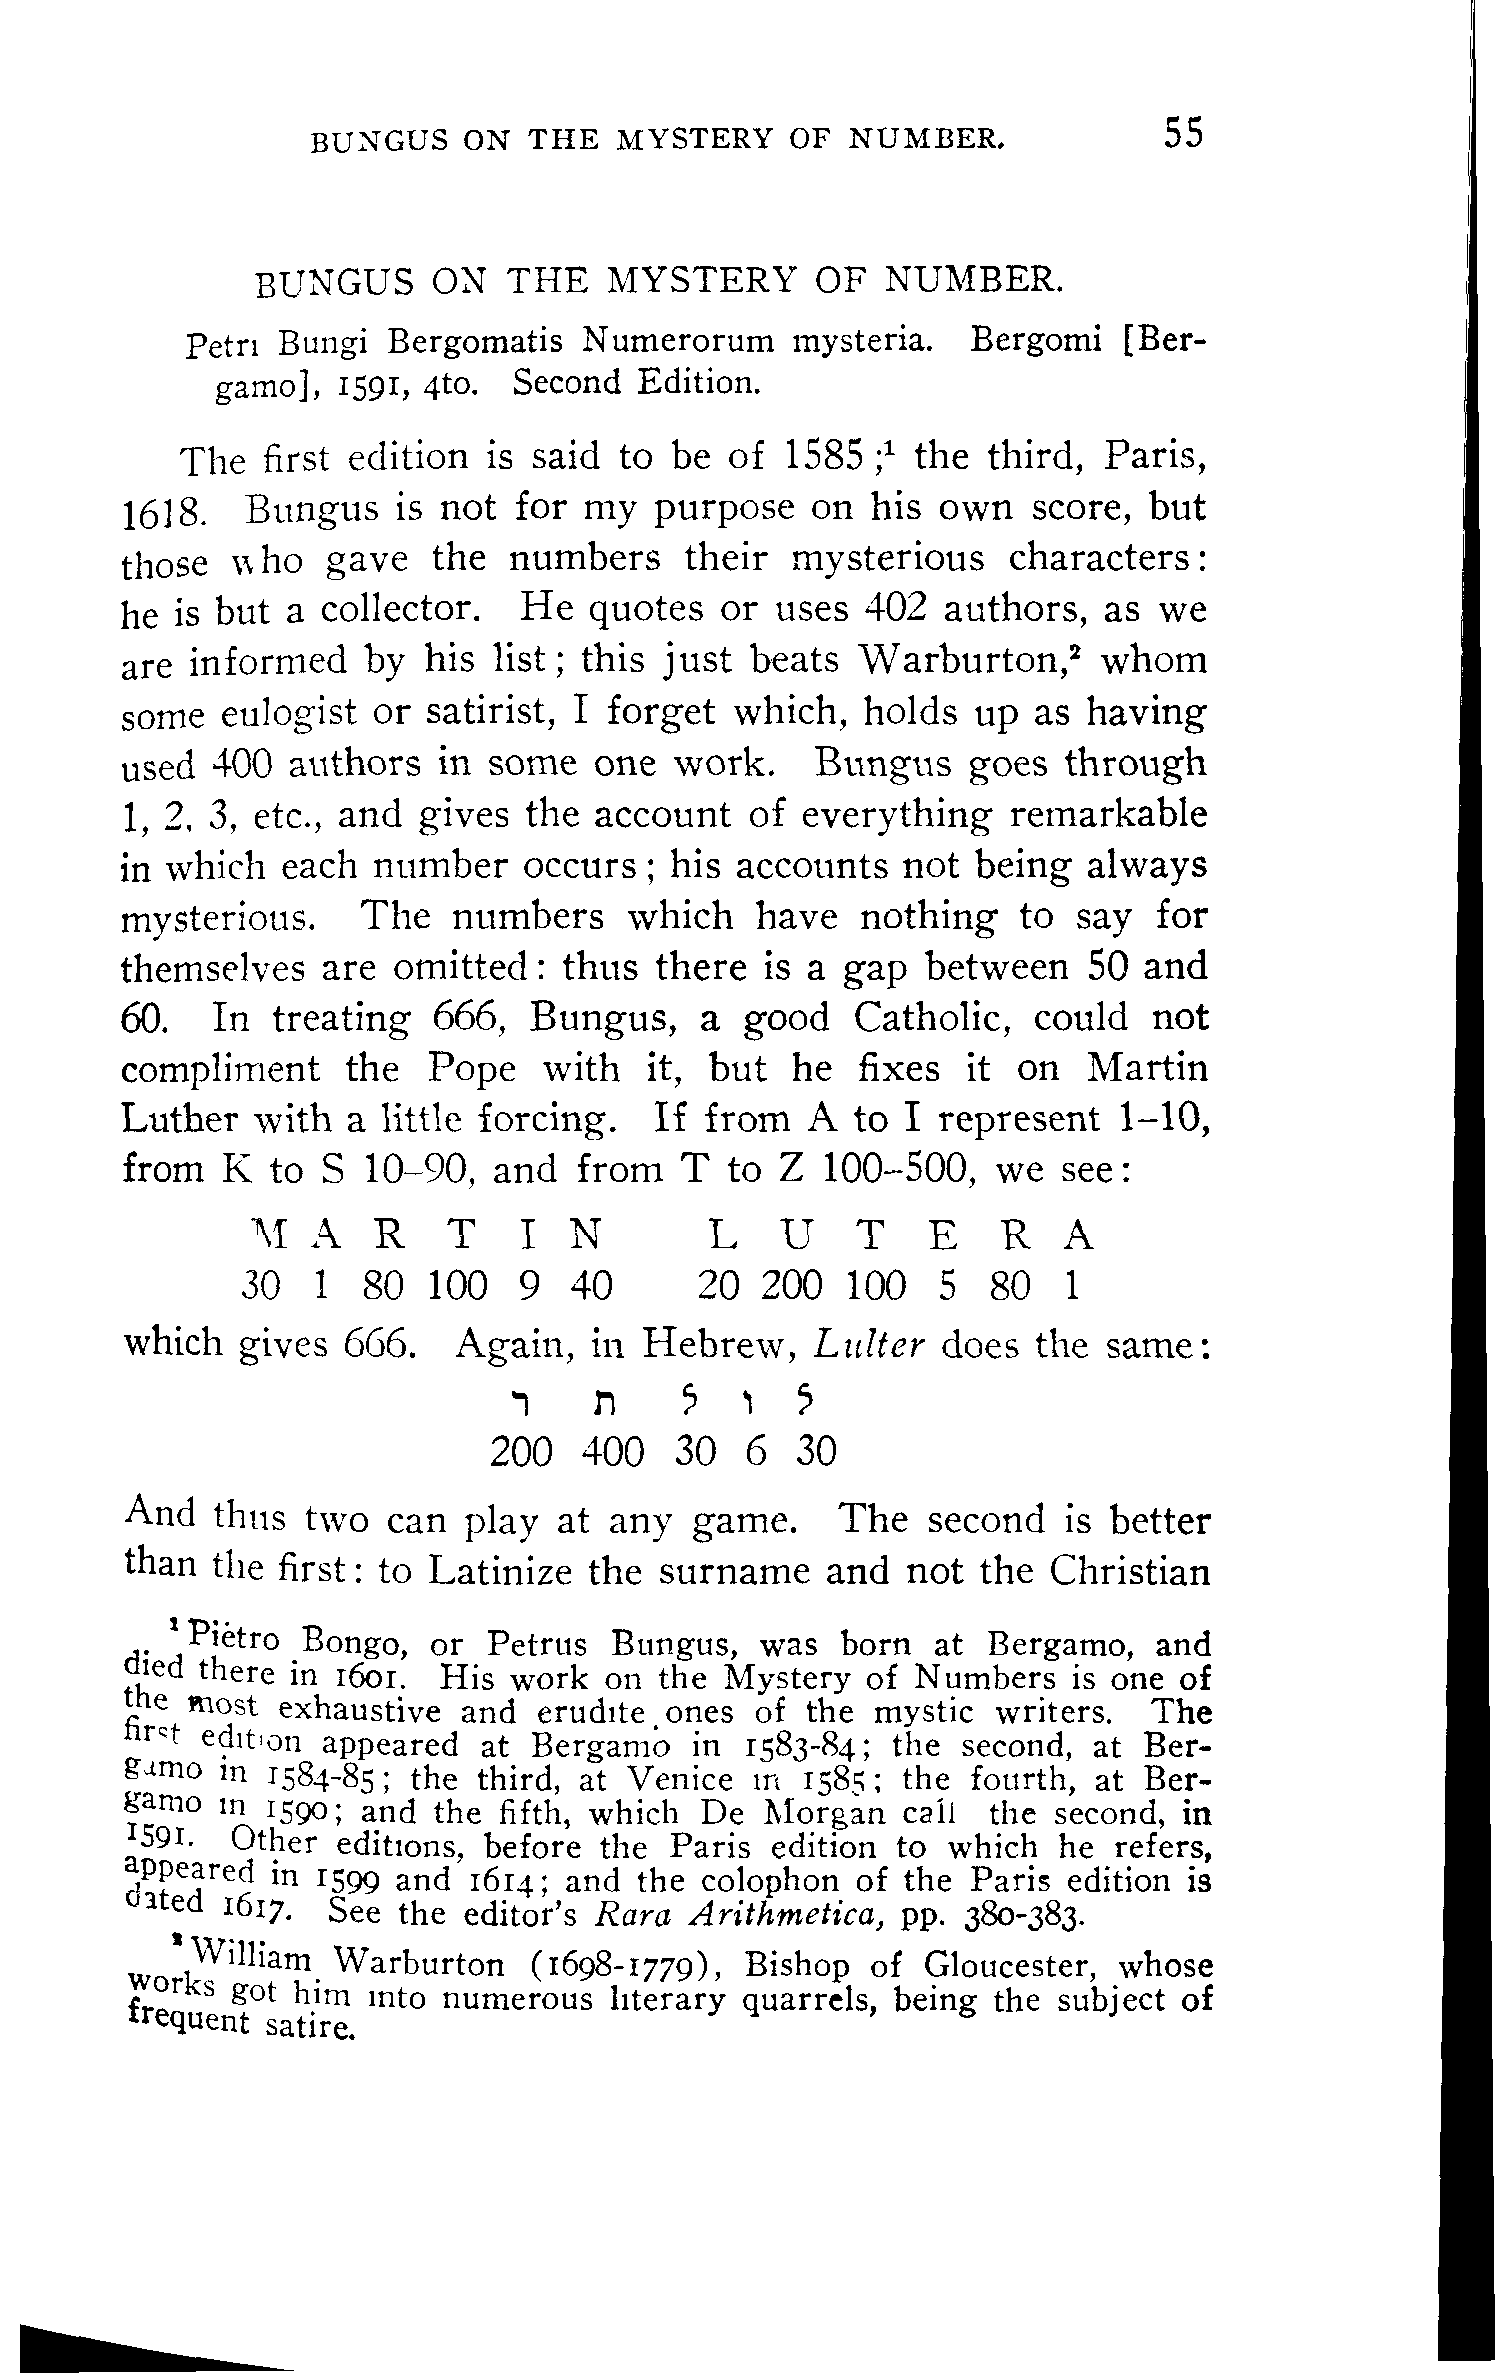 BUNGUS ON THE MYSTERY OF NUMBER. 55
BUNGUS ON THE MYSTERY OF NUMBER.
Petri Bungi Bergomatis Numerorum mysteria. Bergomi [Ber-
gamo], 1591, 4to. Second Edition.
The first edition is said to be of 1585;¹ the third, Paris,
1618. Bungus is not for my purpose on his own score, but
those who gave the numbers their mysterious characters:
he is but a collector. He quotes or uses 402 authors, as we
are informed by his list; this just beats Warburton,² whom
some eulogist or satirist, I forget which, holds up as having
used 400 authors in some one work. Bungus goes through
1, 2, 3, etc., and gives the account of everything remarkable
in which each number occurs; his accounts not being always
mysterious. The numbers which have nothing to say for
themselves are omitted: thus there is a gap between 50 and
60. In treating 666, Bungus, a good Catholic, could not
compliment the Pope with it, but he fixes it on Martin
Luther with a little forcing. If from A to I represent 1–10,
from K to S 10–90, and from T to Z 100–500, we see:
M A R T I N L U T E R A
30 1 80 100 9 40 20 200 100 5 80 1
which gives 666. Again, in Hebrew, Lulter does the same:
ר ת ל ו ל
200 400 30 6 30
And thus two can play at any game. The second is better
than the first: to Latinize the surname and not the Christian
¹ Pietro Bongo, or Petrus Bungus, was born at Bergamo, and
died there in 1601. His work on the Mystery of Numbers is one of
the most exhaustive and erudite ones of the mystic writers. The
first edition appeared at Bergamo in 1583-84; the second, at Ber-
gamo in 1584-85; the third, at Venice in 1585; the fourth, at Ber-
gamo in 1590; and the fifth, which De Morgan call the second, in
1591. Other editions, before the Paris edition to which he refers,
appeared in 1599 and 1614; and the colophon of the Paris edition is
dated 1617. See the editor's Rara Arithmetica, pp. 380-383.
² William Warburton (1698-1779), Bishop of Gloucester, whose
works got him into numerous literary quarrels, being the subject of
frequent satire.